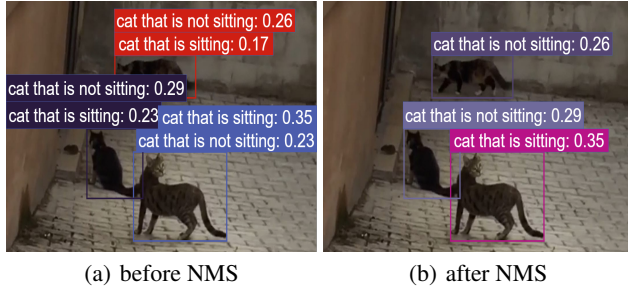 cat that is not sitting: 0.26
cat that is sitting: 0.17
cat that is not sitting: 0.29
cat that is sitting: 0.23
cat that is sitting: 0.35
cat that is not sitting: 0.23
(a) before NMS
cat that is not sitting: 0.26
cat that is not sitting: 0.29
cat that is sitting: 0.35
(b) after NMS